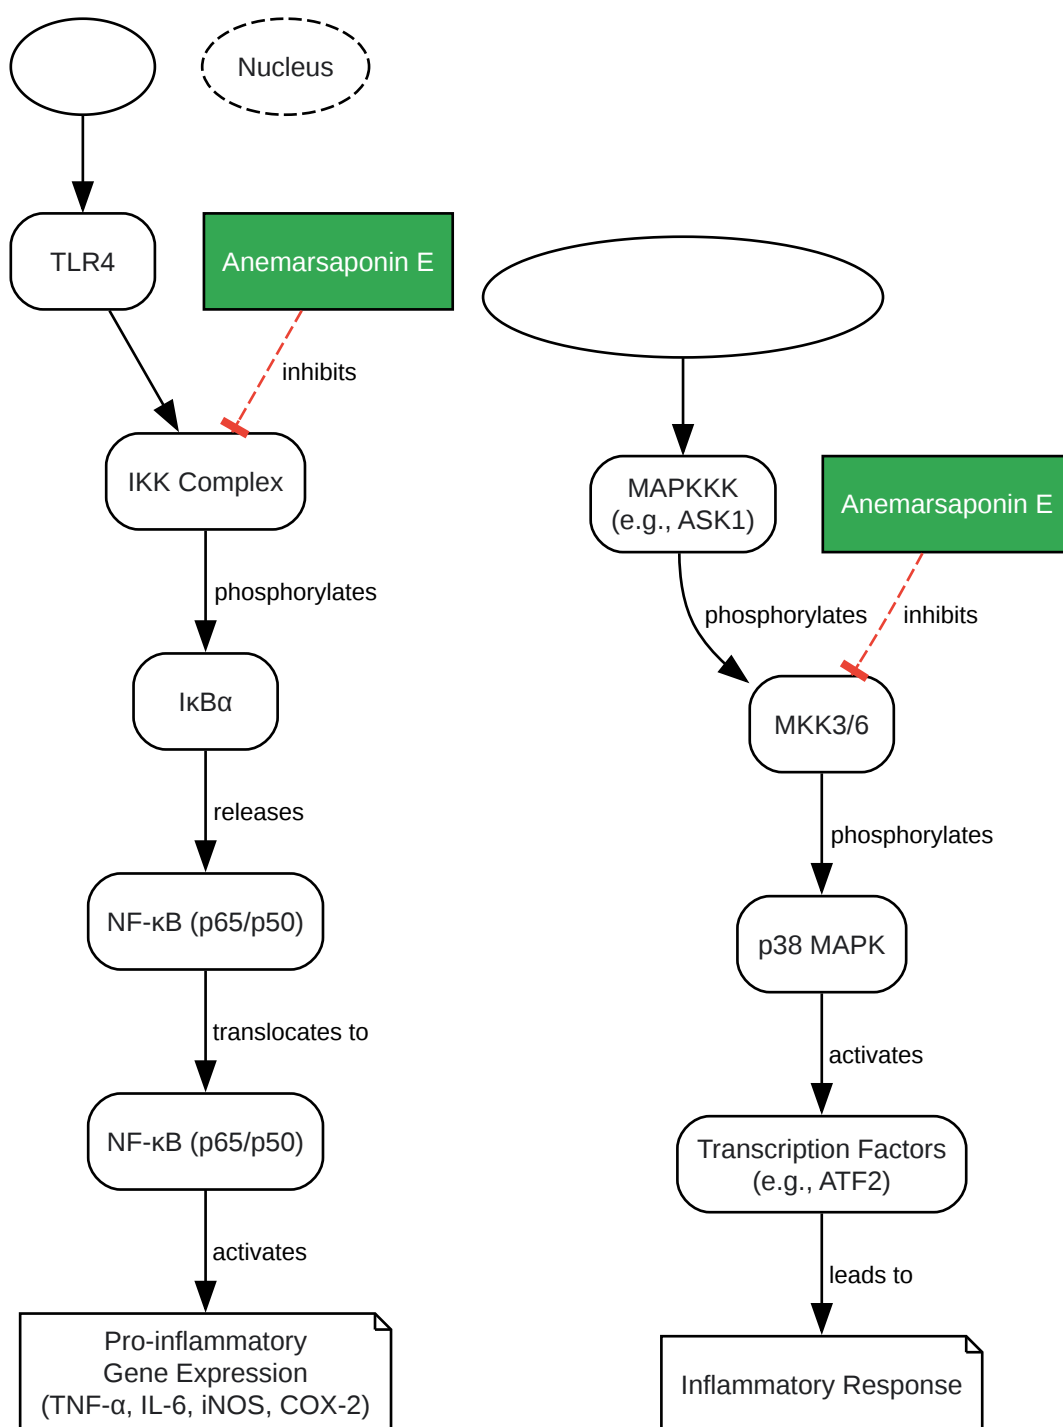 Nucleus
TLR4
Anemarsaponin E
inhibits
IKK Complex
phosphorylates
IκBα
releases
NF-κB (p65/p50)
translocates to
NF-κB (p65/p50)
activates
Pro-inflammatory
Gene Expression
(TNF-α, IL-6, iNOS, COX-2)
MAPKKK
(e.g., ASK1)
Anemarsaponin E
phosphorylates
inhibits
MKK3/6
phosphorylates
p38 MAPK
activates
Transcription Factors
(e.g., ATF2)
leads to
Inflammatory Response